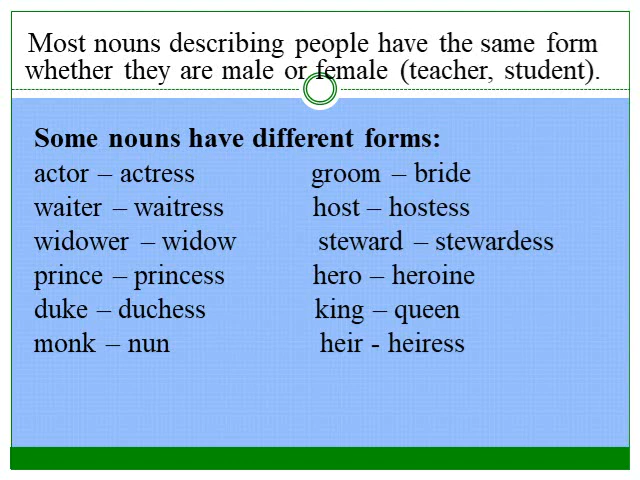 Most nouns describing people have the same form
whether they are male or female (teacher, student).
Some nouns have different forms:
actor – actress groom – bride
waiter – waitress host – hostess
widower – widow steward – stewardess
prince – princess hero – heroine
duke – duchess king – queen
monk – nun heir - heiress